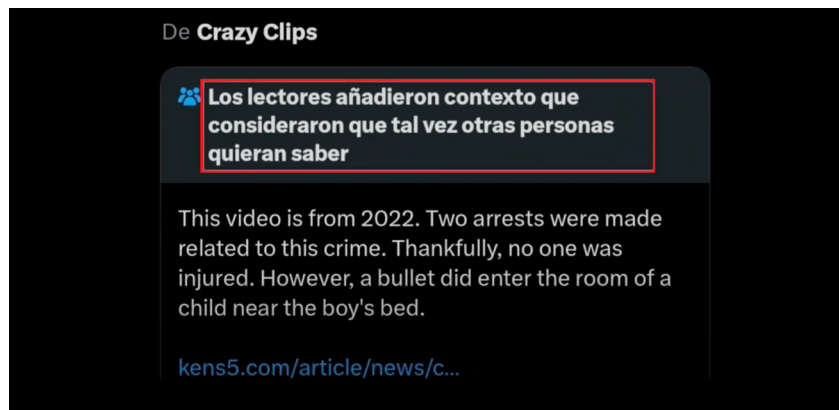 De Crazy Clips
Los lectores añadieron contexto que
consideraron que tal vez otras personas
quieran saber
This video is from 2022. Two arrests were made
related to this crime. Thankfully, no one was
injured. However, a bullet did enter the room of a
child near the boy's bed.
kens5.com/article/news/c...